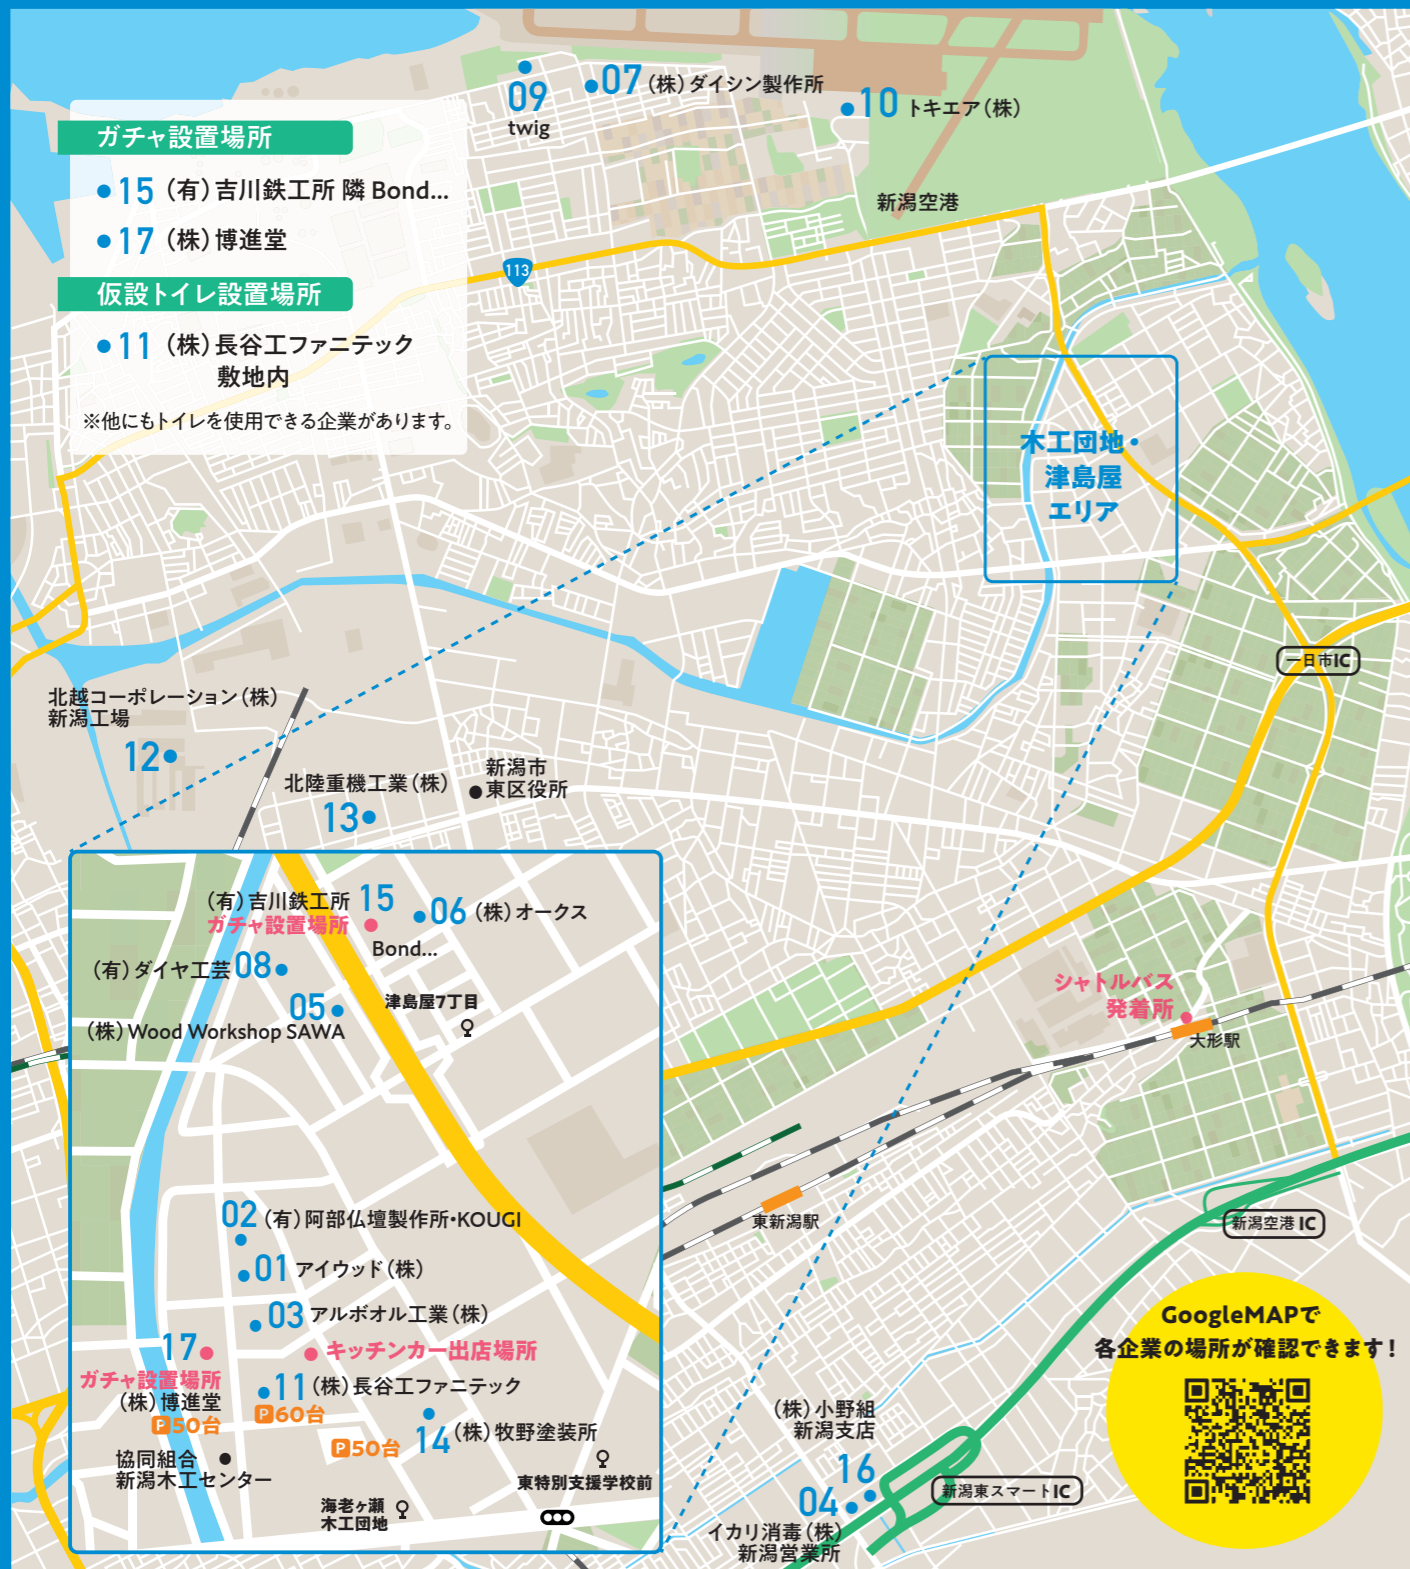 09
twig
07 (株)ダイシン製作所
10 トキエア(株)
新潟空港
ガチャ設置場所
15 (有)吉川鉄工所 隣 Bond...
17 (株)博進堂
仮設トイレ設置場所
11 (株)長谷工ファニテック
敷地内
※他にもトイレを使用できる企業があります。
113
木工団地・
津島屋
エリア
一日市IC
北越コーポレーション(株)
新潟工場
12
北陸重機工業(株)
13
新潟市
東区役所
(有)吉川鉄工所 15
ガチャ設置場所
Bond...
06 (株)オークス
(有)ダイヤ工芸 08
05
(株)Wood Workshop SAWA
津島屋7丁目
シャトルバス
発着所
大形駅
東新潟駅
新潟空港IC
02 (有)阿部仏壇製作所・KOUGI
01 アイウッド(株)
03 アルボオル工業(株)
キッチンカー出店場所
17
ガチャ設置場所
(株)博進堂
P50台
11 (株)長谷工ファニテック
P60台
14 (株)牧野塗装所
P50台
協同組合
新潟木工センター
東特別支援学校前
海老ヶ瀬
木工団地
(株)小野組
新潟支店
16
04
イカリ消毒(株)
新潟営業所
新潟東スマートIC
GoogleMAPで
各企業の場所が確認できます!